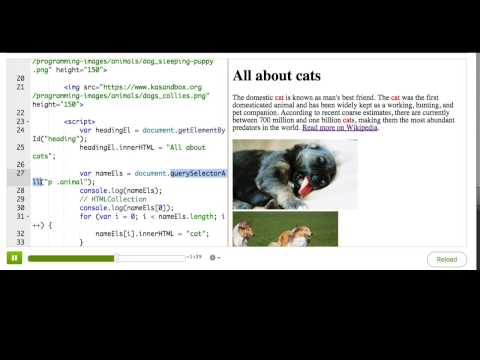 /programming-images/animals/dog_sleeping-puppy
.png" height="150">
20
21 <img src="https://www.kasandbox.org
/programming-images/animals/dogs_collies.png"
height="150">
22
23 <script>
24 var headingEl = document.getElementBy
Id("heading");
25 headingEl.innerHTML = "All about
cats";
26
27 var nameEls = document.querySelectorA
ll("p .animal");
28 console.log(nameEls);
29 // HTMLCollection
30 console.log(nameEls[0]);
31 for (var i = 0; i < nameEls.length; i
++) {
32 nameEls[i].innerHTML = "cat";
33 }
All about cats
The domestic cat is known as man's best friend. The cat was the first
domesticated animal and has been widely kept as a working, hunting, and
pet companion. According to recent coarse estimates, there are currently
between 700 million and one billion cats, making them the most abundant
predators in the world. Read more on Wikipedia.
-1:39
Reload